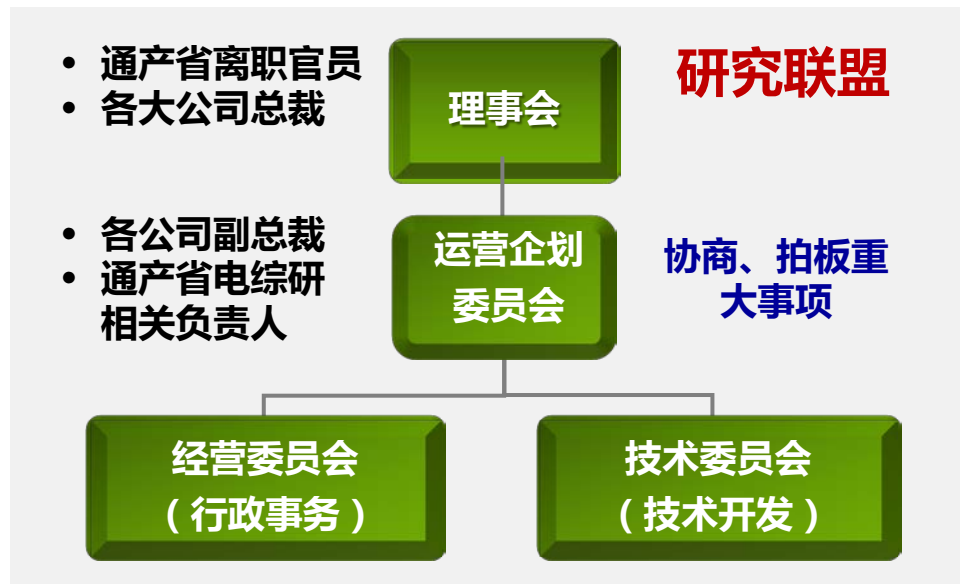 • 通产省离职官员
• 各大公司总裁
理事会
研究联盟
• 各公司副总裁
• 通产省电综研
相关负责人
运营企划
委员会
协商、拍板重
大事项
经营委员会
（行政事务）
技术委员会
（技术开发）